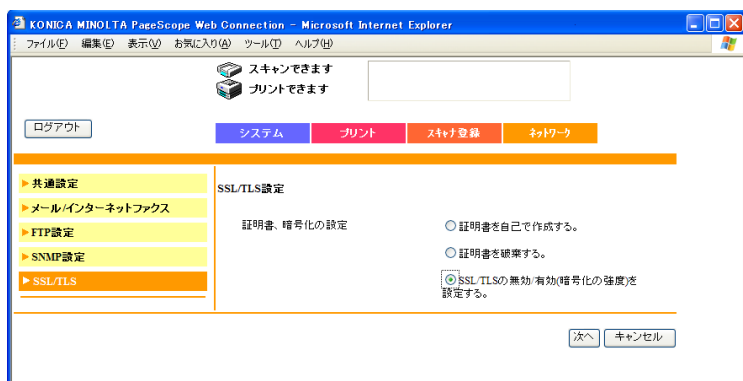 KONICA MINOLTA PageScope Web Connection - Microsoft Internet Explorer
ファイル(F) 編集(E) 表示(V) お気に入り(A) ツール(T) ヘルプ(H)
スキャンできます
プリントできます
ログアウト
システム プリント スキャナ登録 ネットワーク
共通設定
メール/インターネットファックス
FTP設定
SNMP設定
SSL/TLS
SSL/TLS設定
証明書、暗号化の設定
証明書を自己で作成する。
証明書を破棄する。
SSL/TLSの無効/有効(暗号化の強度)を
設定する。
次へ キャンセル